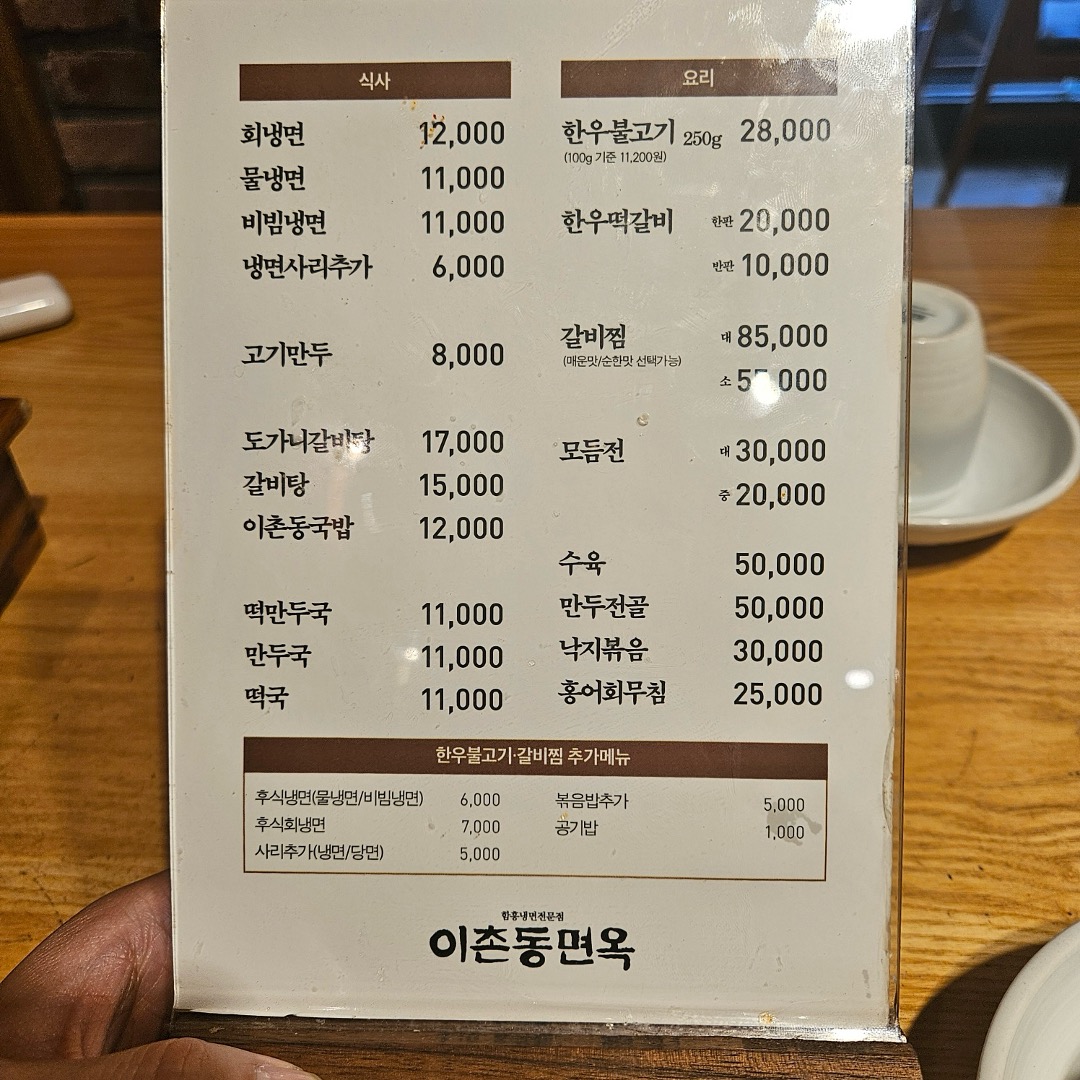 식사
회냉면 12,000
물냉면 11,000
비빔냉면 11,000
냉면사리추가 6,000
고기만두 8,000
도가니갈비탕 17,000
갈비탕 15,000
이촌동국밥 12,000
떡만두국 11,000
만두국 11,000
떡국 11,000
요리
한우불고기 250g 28,000
(100g 기준 11,200원)
한우떡갈비 한판 20,000
반판 10,000
갈비찜 대 85,000
(매운맛/순한맛 선택가능)
소
모듬전 대 30,000
중 20,000
수육 50,000
만두전골 50,000
낙지볶음 30,000
홍어회무침 25,000
한우불고기·갈비찜 추가메뉴
후식냉면(물냉면/비빔냉면) 6,000
후식회냉면 7,000
사리추가(냉면/당면) 5,000
볶음밥추가 5,000
공기밥 1,000
함흥냉면전문점
이촌동면옥